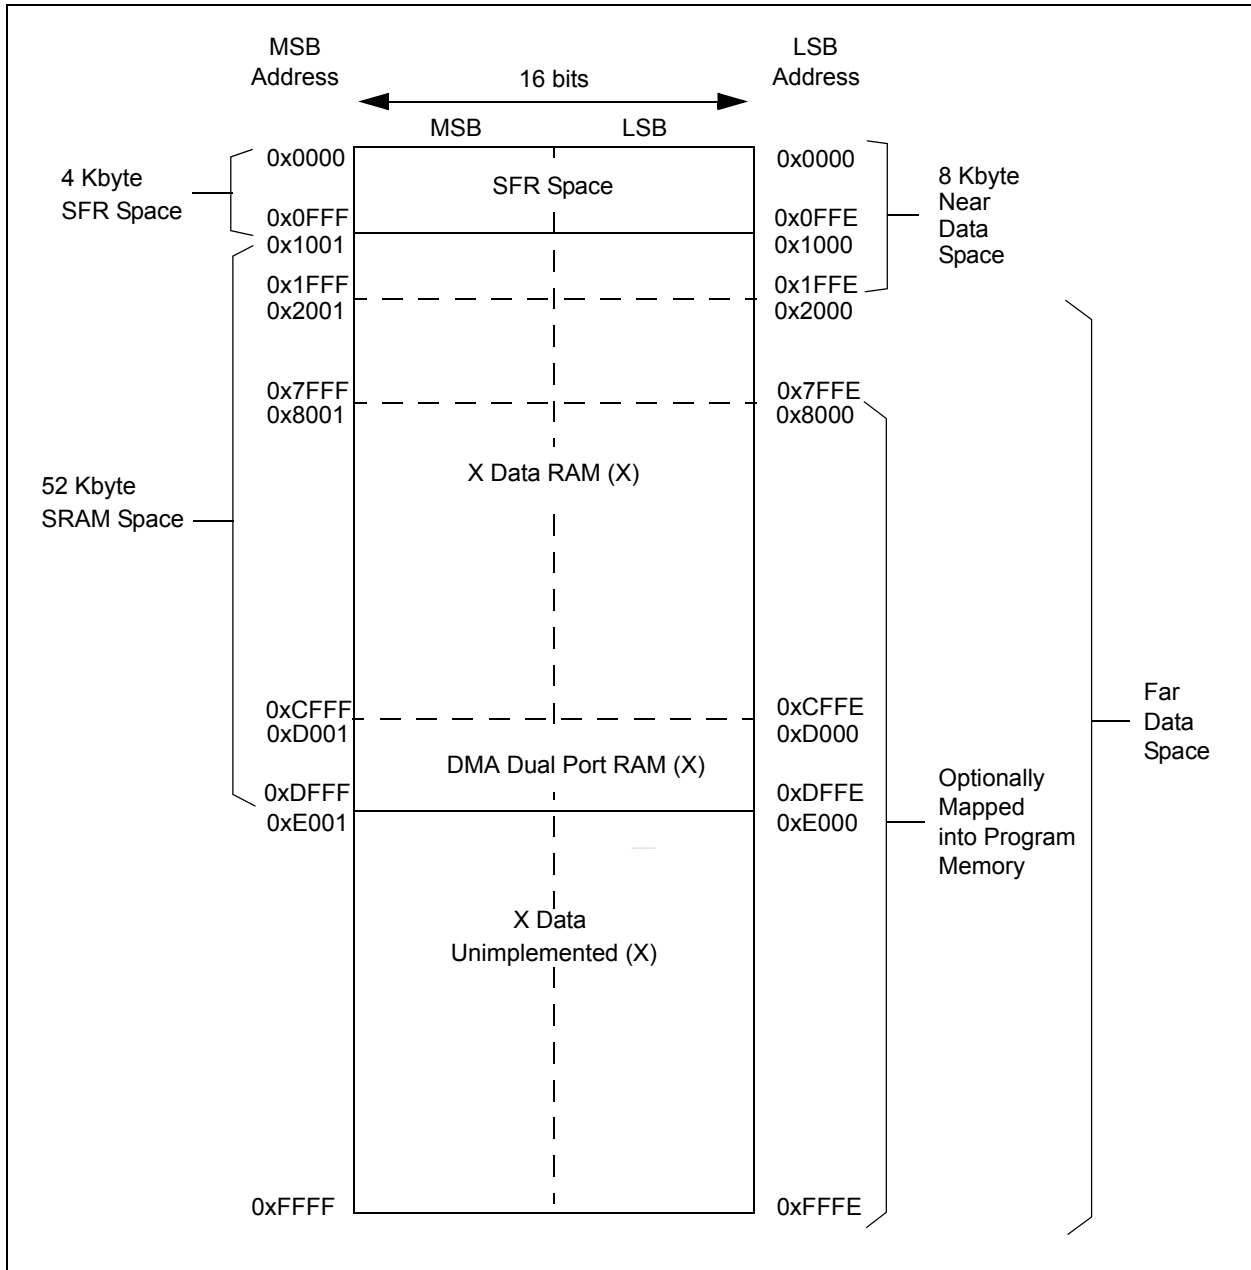 MSB
Address
LSB
Address
16 bits
MSB
LSB
0x0000
0x0000
4 Kbyte
SFR Space
SFR Space
8 Kbyte
Near
Data
Space
0x0FFF
0x0FFE
0x1001
0x1000
0x1FFF
0x1FFE
0x2001
0x2000
0x7FFF
0x7FFE
0x8001
0x8000
X Data RAM (X)
52 Kbyte
SRAM Space
0xCFFF
0xCFFE
0xD001
0xD000
Far
Data
Space
DMA Dual Port RAM (X)
0xDFFF
0xDFFE
0xE001
0xE000
Optionally
Mapped
into Program
Memory
X Data
Unimplemented (X)
0xFFFF
0xFFFE